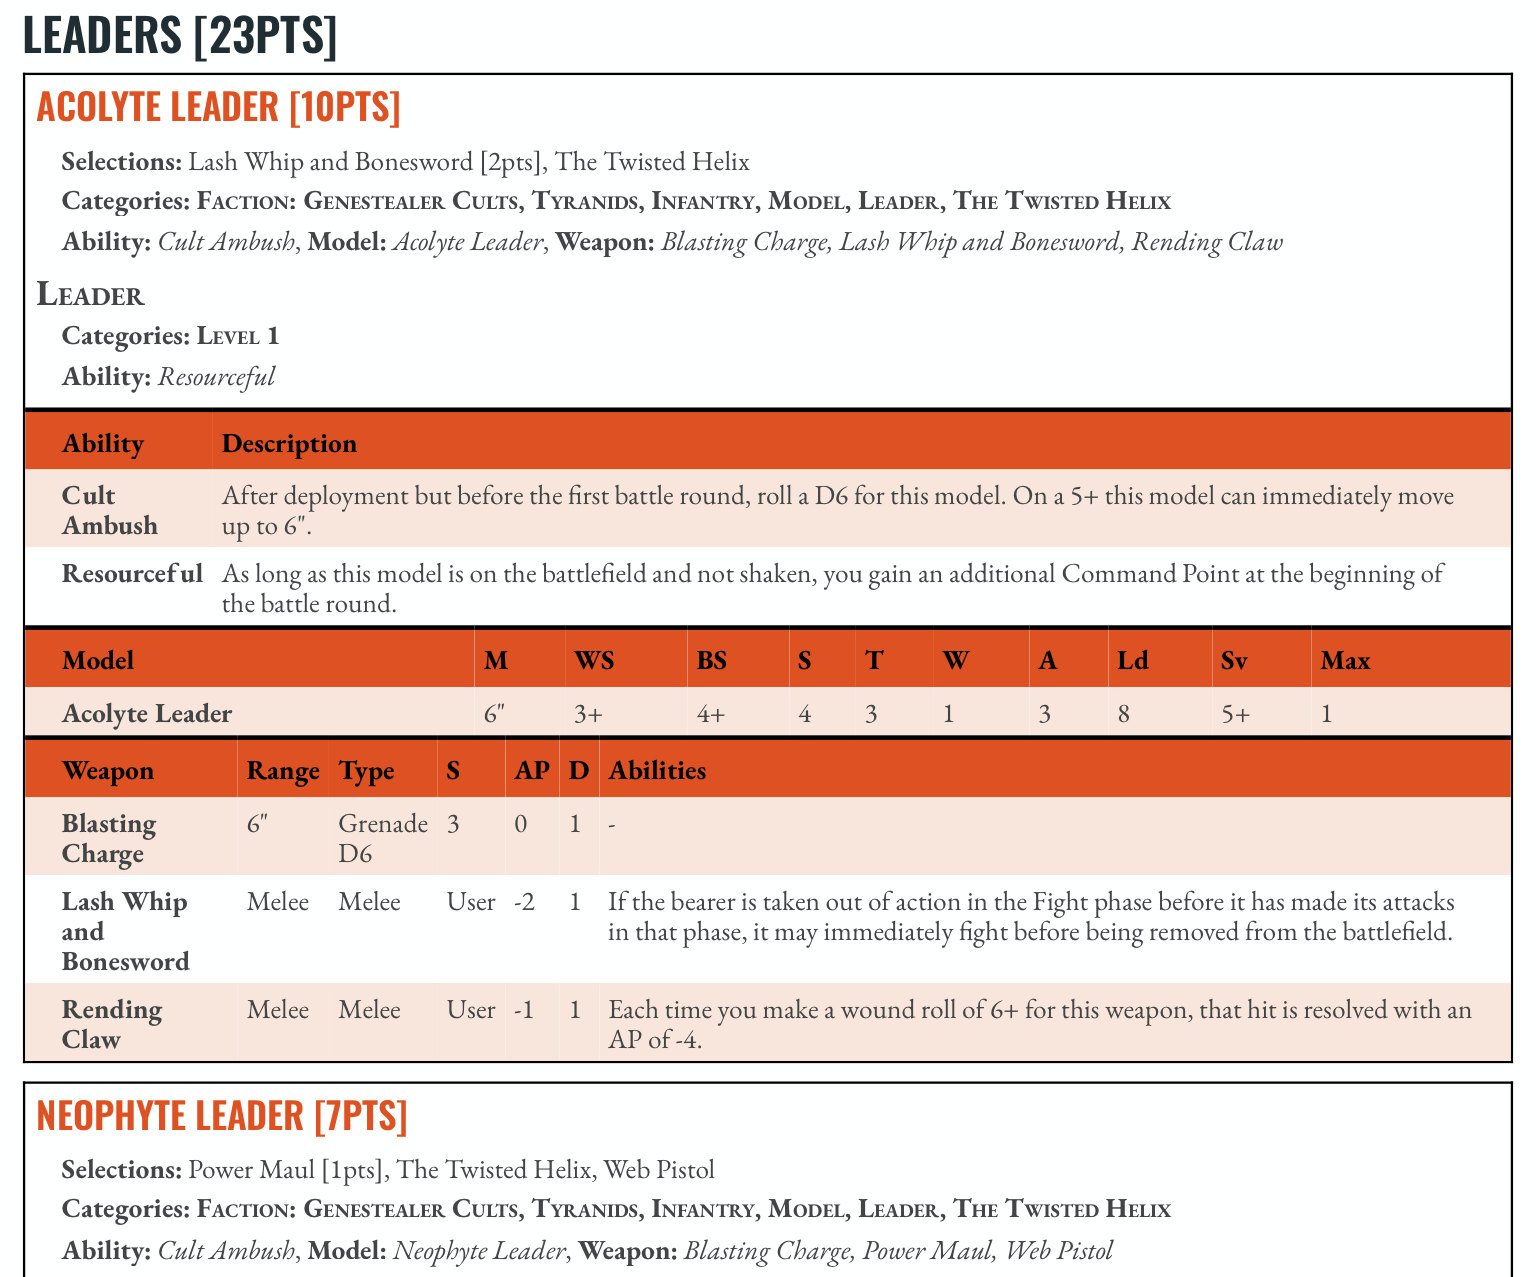 LEADERS [23PTS]
ACOLYTE LEADER [10PTS]
Selections: Lash Whip and Bonesword [2pts], The Twisted Helix
Categories: Faction: Genestealer Cults, Tyranids, Infantry, Model, Leader, The Twisted Helix
Ability: Cult Ambush, Model: Acolyte Leader, Weapon: Blasting Charge, Lash Whip and Bonesword, Rending Claw
Leader
Categories: Level 1
Ability: Resourceful
Ability Description
Cult Ambush After deployment but before the first battle round, roll a D6 for this model. On a 5+ this model can immediately move
up to 6".
Resourceful As long as this model is on the battlefield and not shaken, you gain an additional Command Point at the beginning of
the battle round.
Model M WS BS S T W A Ld Sv Max
Acolyte Leader 6" 3+ 4+ 4 3 1 3 8 5+ 1
Weapon Range Type S AP D Abilities
Blasting Charge 6" Grenade D6 3 0 1 -
Lash Whip and Bonesword Melee Melee User -2 1 If the bearer is taken out of action in the Fight phase before it has made its attacks
in that phase, it may immediately fight before being removed from the battlefield.
Rending Claw Melee Melee User -1 1 Each time you make a wound roll of 6+ for this weapon, that hit is resolved with an
AP of -4.
NEOPHYTE LEADER [7PTS]
Selections: Power Maul [1pts], The Twisted Helix, Web Pistol
Categories: Faction: Genestealer Cults, Tyranids, Infantry, Model, Leader, The Twisted Helix
Ability: Cult Ambush, Model: Neophyte Leader, Weapon: Blasting Charge, Power Maul, Web Pistol